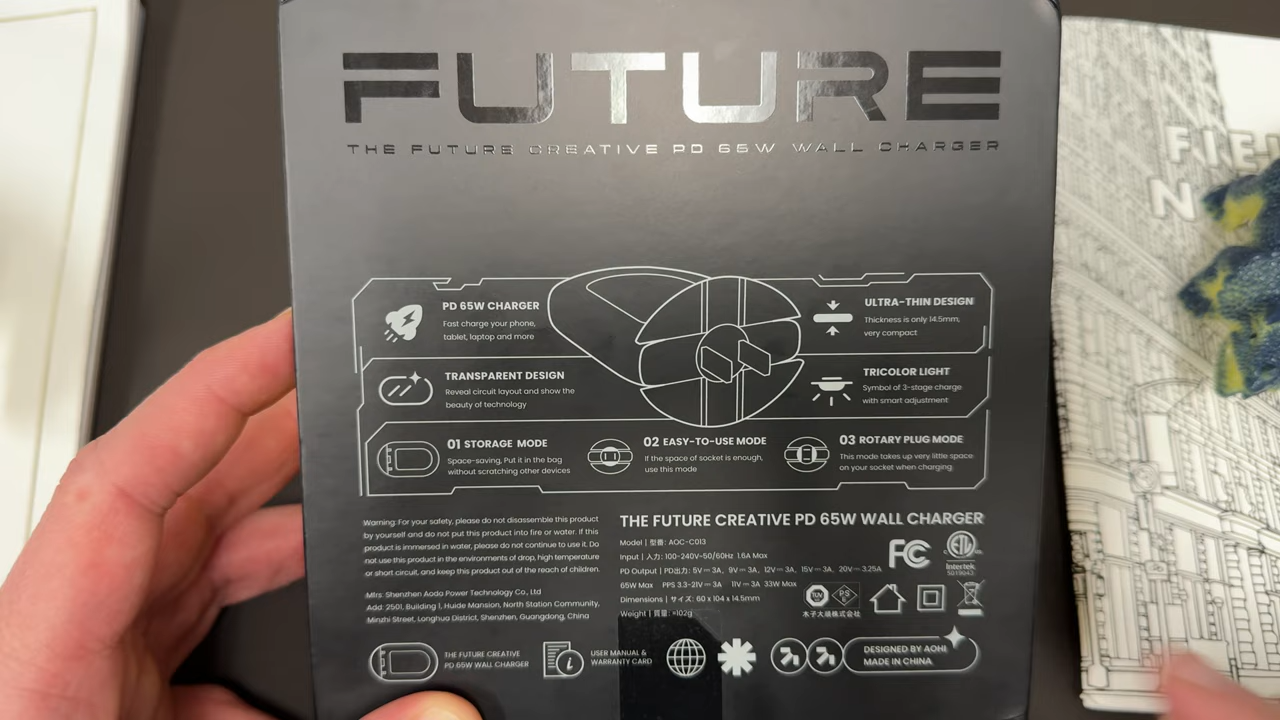 FUTURE
THE FUTURE CREATIVE PD 65W WALL CHARGER
PD 65W CHARGER
Fast charge your phone,
tablet, laptop and more
ULTRA-THIN DESIGN
Thickness is only 14.5mm,
very compact
TRANSPARENT DESIGN
Reveal circuit layout and show the
beauty of technology
TRICOLOR LIGHT
Symbol of 3-stage charge
with smart adjustment
01 STORAGE MODE
Space-saving, Put it in the bag
without scratching other devices
02 EASY-TO-USE MODE
If the space of socket is enough,
use this mode
03 ROTARY PLUG MODE
This mode takes up very little space
on your socket when charging
Warning: For your safety, please do not disassemble this product
by yourself and do not put this product into fire or water. If this
product is immersed in water, please do not continue to use it. Do
not use this product in the environments of drop, high temperature
or short circuit, and keep this product out of the reach of children.
Mfrs: Shenzhen Aoda Power Technology Co., Ltd
Add: 2501, Building 1, Huide Mansion, North Station Community,
Minzhi Street, Longhua District, Shenzhen, Guangdong, China
THE FUTURE CREATIVE PD 65W WALL CHARGER
Model | 型番: AOC-C013
Input | 入力: 100-240V~50/60Hz 1.6A Max
PD Output | PD出力: 5V⎓3A, 9V⎓3A, 12V⎓3A, 15V⎓3A, 20V⎓3.25A
65W Max PPS 3.3-21V⎓3A 11V⎓3A 33W Max
Dimensions | サイズ: 60 x 104 x 14.5mm
Weight | 質量: ≈102g
FC
ETL
Intertek
5019043
TUV
PS E
木子大順株式会社
THE FUTURE CREATIVE
PD 65W WALL CHARGER
USER MANUAL &
WARRANTY CARD
DESIGNED BY AOHI
MADE IN CHINA
FIEL
N